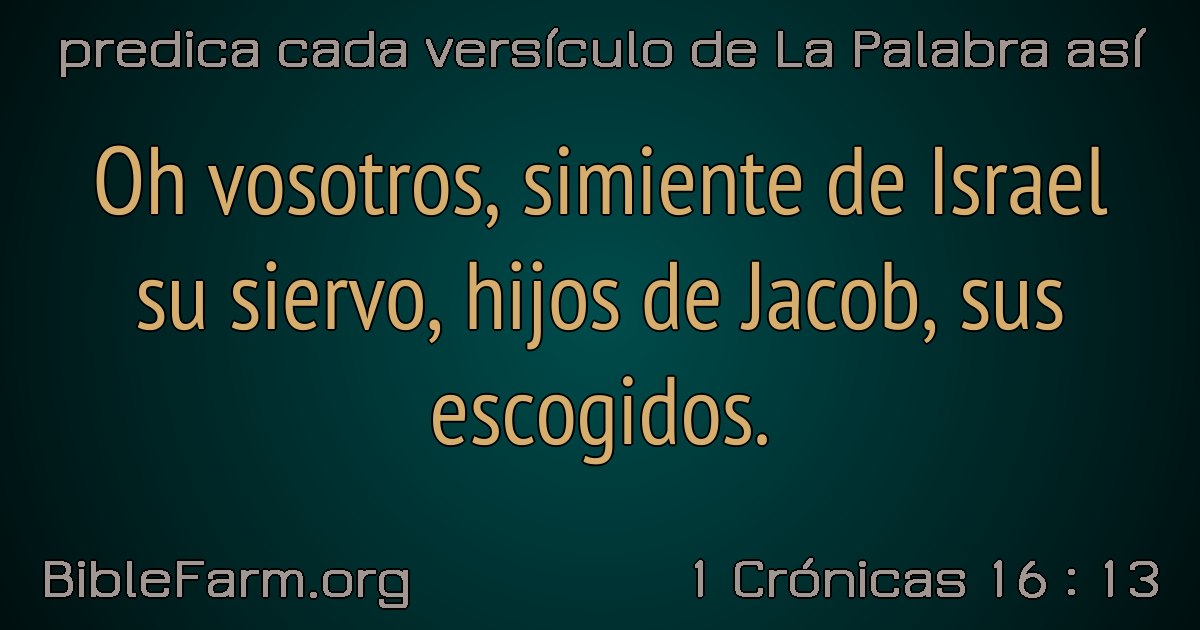 predica cada versículo de La Palabra así
Oh vosotros, simiente de Israel
su siervo, hijos de Jacob, sus
escogidos.
BibleFarm.org
1 Crónicas 16 : 13